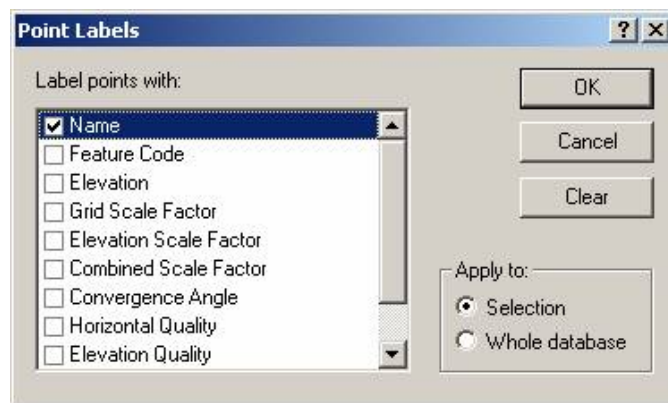 Point Labels
Label points with:
Name
Feature Code
Elevation
Grid Scale Factor
Elevation Scale Factor
Combined Scale Factor
Convergence Angle
Horizontal Quality
Elevation Quality
OK
Cancel
Clear
Apply to:
Selection
Whole database